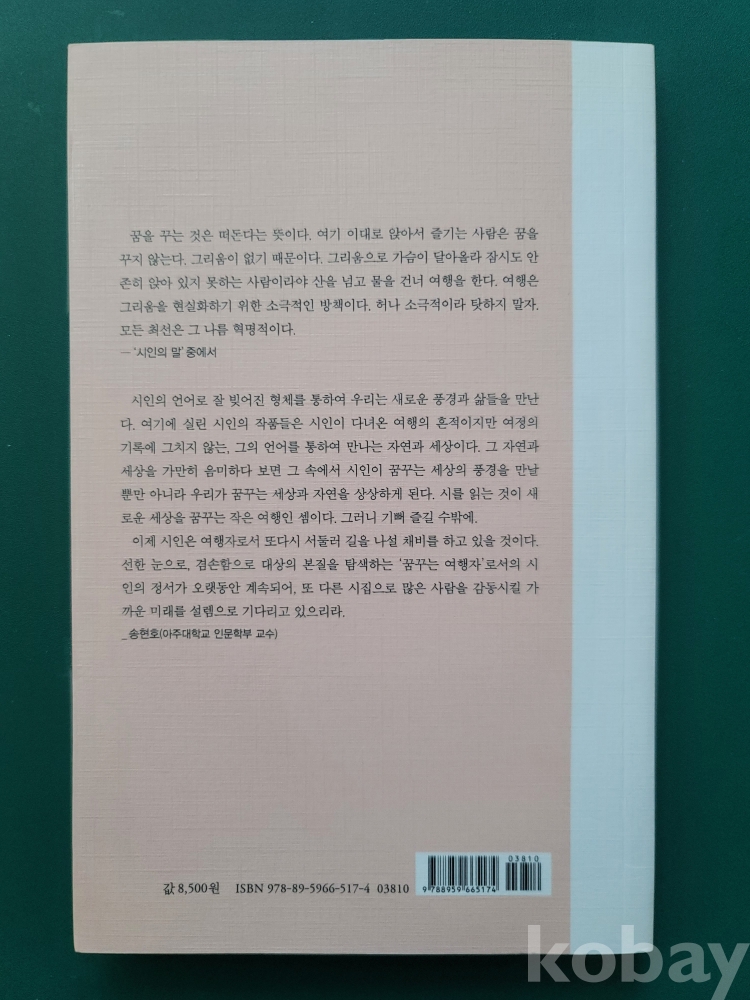 꿈을 꾸는 것은 떠돈다는 뜻이다. 여기 이대로 앉아서 즐기는 사람은 꿈을
꾸지 않는다. 그리움이 없기 때문이다. 그리움으로 가슴이 달아올라 잠시도 안
존히 앉아 있지 못하는 사람이라야 산을 넘고 물을 건너 여행을 한다. 여행은
그리움을 현실화하기 위한 소극적인 방책이다. 허나 소극적이라 탓하지 말자.
모든 최선은 그 나름 혁명적이다.
― '시인의 말' 중에서
시인의 언어로 잘 빚어진 형체를 통하여 우리는 새로운 풍경과 삶들을 만난
다. 여기에 실린 시인의 작품들은 시인이 다녀온 여행의 흔적이지만 여정의
기록에 그치지 않는, 그의 언어를 통하여 만나는 자연과 세상이다. 그 자연과
세상을 가만히 음미하다 보면 그 속에서 시인이 꿈꾸는 세상의 풍경을 만날
뿐만 아니라 우리가 꿈꾸는 세상과 자연을 상상하게 된다. 시를 읽는 것이 새
로운 세상을 꿈꾸는 작은 여행인 셈이다. 그러니 기뻐 즐길 수밖에.
이제 시인은 여행자로서 또다시 서둘러 길을 나설 채비를 하고 있을 것이다.
선한 눈으로, 겸손함으로 대상의 본질을 탐색하는 '꿈꾸는 여행자'로서의 시
인의 정서가 오랫동안 계속되어, 또 다른 시집으로 많은 사람을 감동시킬 가
까운 미래를 설렘으로 기다리고 있으리라.
_송현호(아주대학교 인문학부 교수)
03810
값 8,500원 ISBN 978-89-5966-517-4 03810
9 788959 665174
kobay